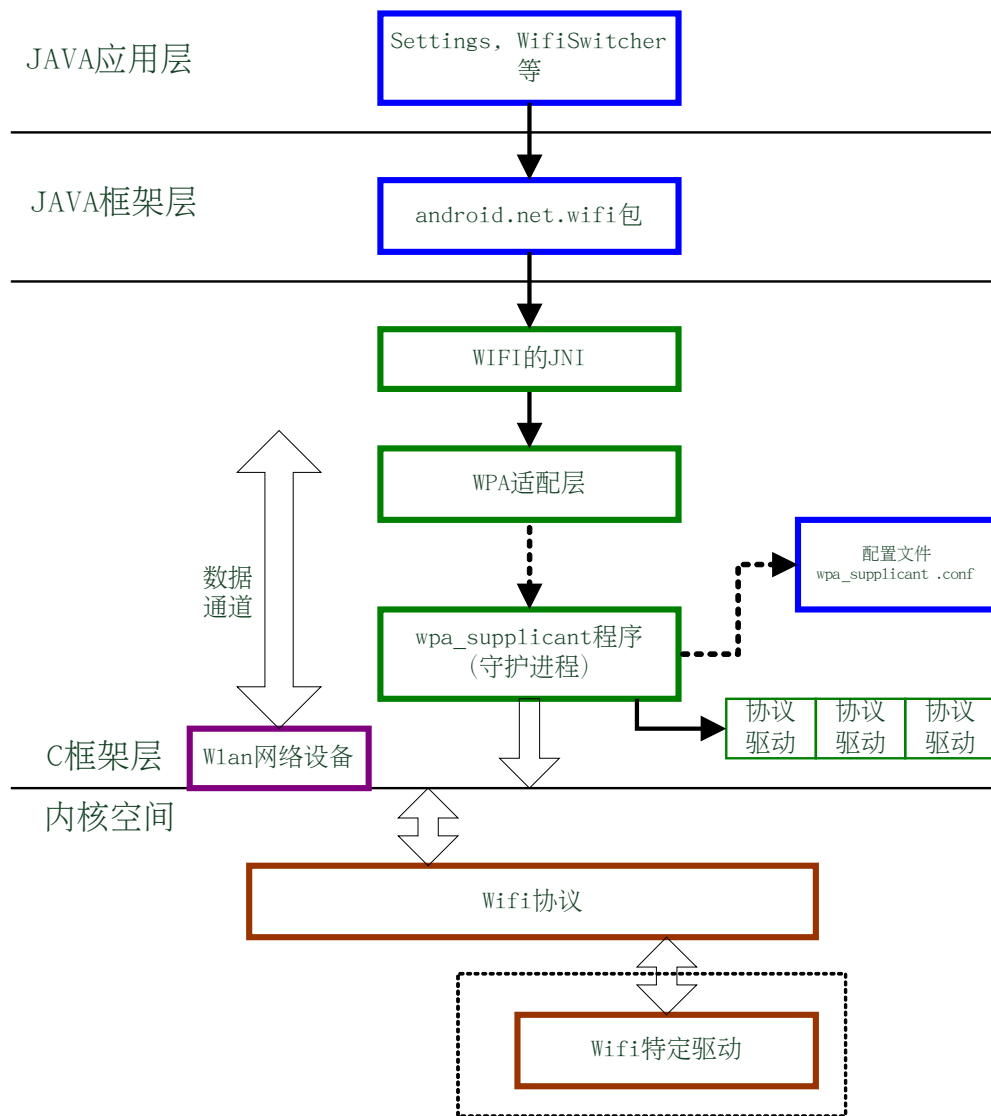 JAVA应用层
Settings, WifiSwitcher
等
JAVA框架层
android.net.wifi包
WIFI的JNI
WPA适配层
数据
通道
配置文件
wpa_supplicant .conf
wpa_supplicant程序
(守护进程)
协议
驱动
协议
驱动
协议
驱动
C框架层
Wlan网络设备
内核空间
Wifi协议
Wifi特定驱动